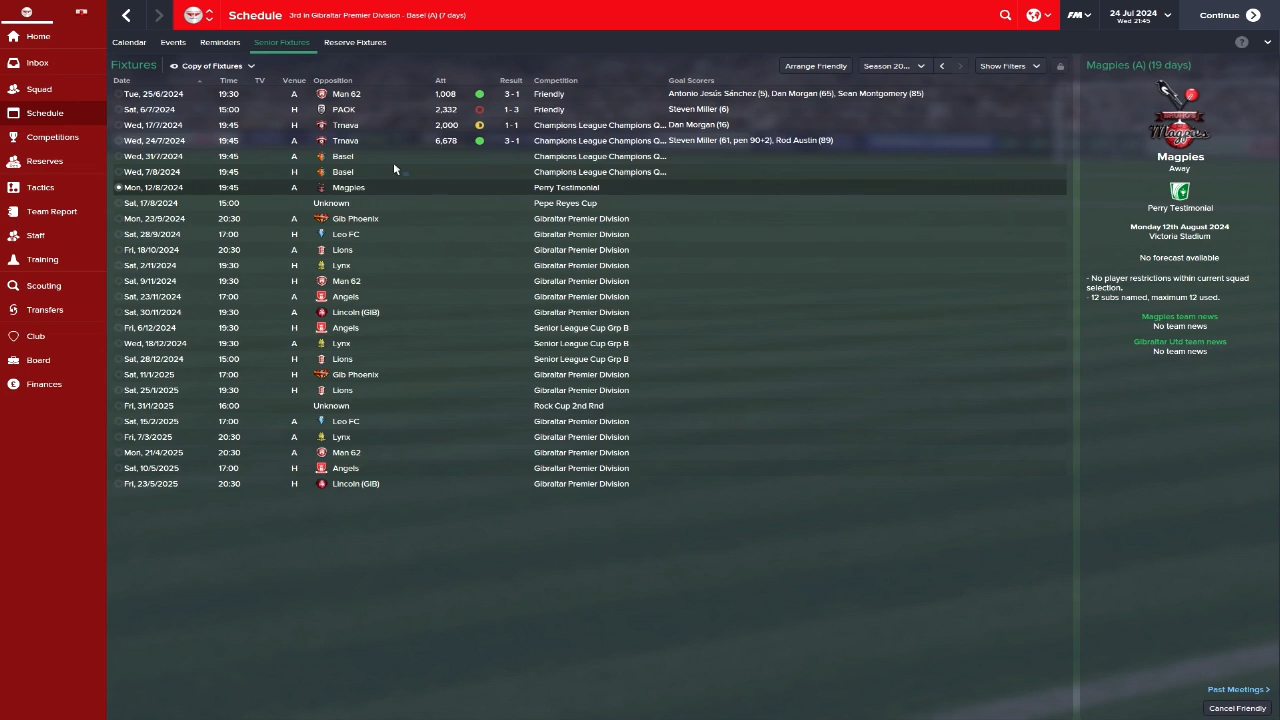 Schedule 3rd in Gibraltar Premier Division - Basel (A) (7 days) FM 24 Jul 2024 Wed 21:45 Continue
Home
Inbox
Squad
Schedule
Competitions
Reserves
Tactics
Team Report
Staff
Training
Scouting
Transfers
Club
Board
Finances
Calendar Events Reminders Senior Fixtures Reserve Fixtures ?
Fixtures Copy of Fixtures Arrange Friendly Season 20... Show Filters
Date Time TV Venue Opposition Att Result Competition Goal Scorers
Tue, 25/6/2024 19:30 A Man 62 1,008 3 - 1 Friendly Antonio Jesús Sánchez (5), Dan Morgan (65), Sean Montgomery (85)
Sat, 6/7/2024 15:00 H PAOK 2,332 1 - 3 Friendly Steven Miller (6)
Wed, 17/7/2024 19:45 H Trnava 2,000 1 - 1 Champions League Champions Q... Dan Morgan (16)
Wed, 24/7/2024 19:45 A Trnava 6,678 3 - 1 Champions League Champions Q... Steven Miller (61, pen 90+2), Rod Austin (89)
Wed, 31/7/2024 19:45 A Basel Champions League Champions Q...
Wed, 7/8/2024 19:45 H Basel Champions League Champions Q...
Mon, 12/8/2024 19:45 A Magpies Perry Testimonial
Sat, 17/8/2024 15:00 Unknown Pepe Reyes Cup
Mon, 23/9/2024 20:30 A Gib Phoenix Gibraltar Premier Division
Sat, 28/9/2024 17:00 H Leo FC Gibraltar Premier Division
Fri, 18/10/2024 20:30 A Lions Gibraltar Premier Division
Sat, 2/11/2024 19:30 H Lynx Gibraltar Premier Division
Sat, 9/11/2024 19:30 H Man 62 Gibraltar Premier Division
Sat, 23/11/2024 17:00 A Angels Gibraltar Premier Division
Sat, 30/11/2024 19:30 A Lincoln (GIB) Gibraltar Premier Division
Fri, 6/12/2024 19:30 H Angels Senior League Cup Grp B
Wed, 18/12/2024 19:30 A Lynx Senior League Cup Grp B
Sat, 28/12/2024 15:00 H Lions Senior League Cup Grp B
Sat, 11/1/2025 17:00 H Gib Phoenix Gibraltar Premier Division
Sat, 25/1/2025 19:30 H Lions Gibraltar Premier Division
Fri, 31/1/2025 16:00 Unknown Rock Cup 2nd Rnd
Sat, 15/2/2025 17:00 A Leo FC Gibraltar Premier Division
Fri, 7/3/2025 20:30 A Lynx Gibraltar Premier Division
Mon, 21/4/2025 20:30 A Man 62 Gibraltar Premier Division
Sat, 10/5/2025 17:00 H Angels Gibraltar Premier Division
Fri, 23/5/2025 20:30 H Lincoln (GIB) Gibraltar Premier Division
Magpies (A) (19 days)
Magpies
Magpies
Away
Perry Testimonial
Monday 12th August 2024
Victoria Stadium
No forecast available
- No player restrictions within current squad
selection.
- 12 subs named, maximum 12 used.
Magpies team news
No team news
Gibraltar Utd team news
No team news
Past Meetings >
Cancel Friendly